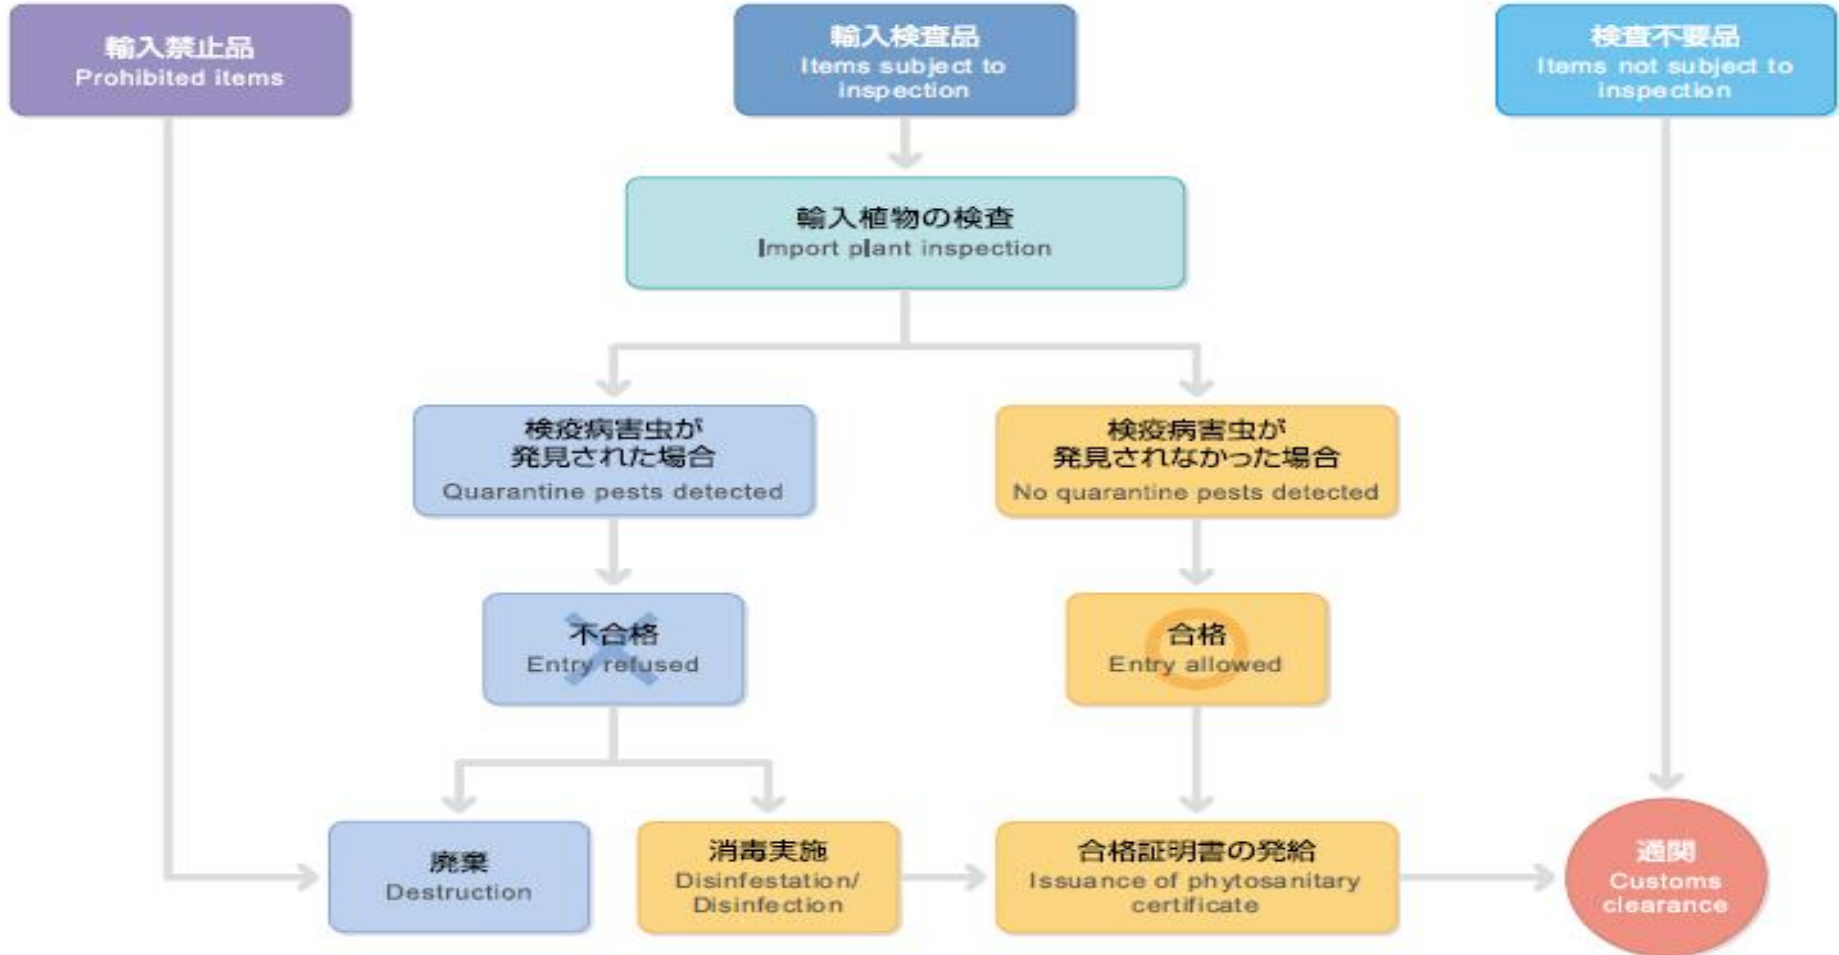 輸入禁止品
Prohibited items
輸入検査品
Items subject to
inspection
検査不要品
Items not subject to
inspection
輸入植物の検査
Import plant inspection
検疫病害虫が
発見された場合
Quarantine pests detected
検疫病害虫が
発見されなかった場合
No quarantine pests detected
不合格
Entry refused
合格
Entry allowed
廃棄
Destruction
消毒実施
Disinfestation/
Disinfection
合格証明書の発給
Issuance of phytosanitary
certificate
通関
Customs
clearance